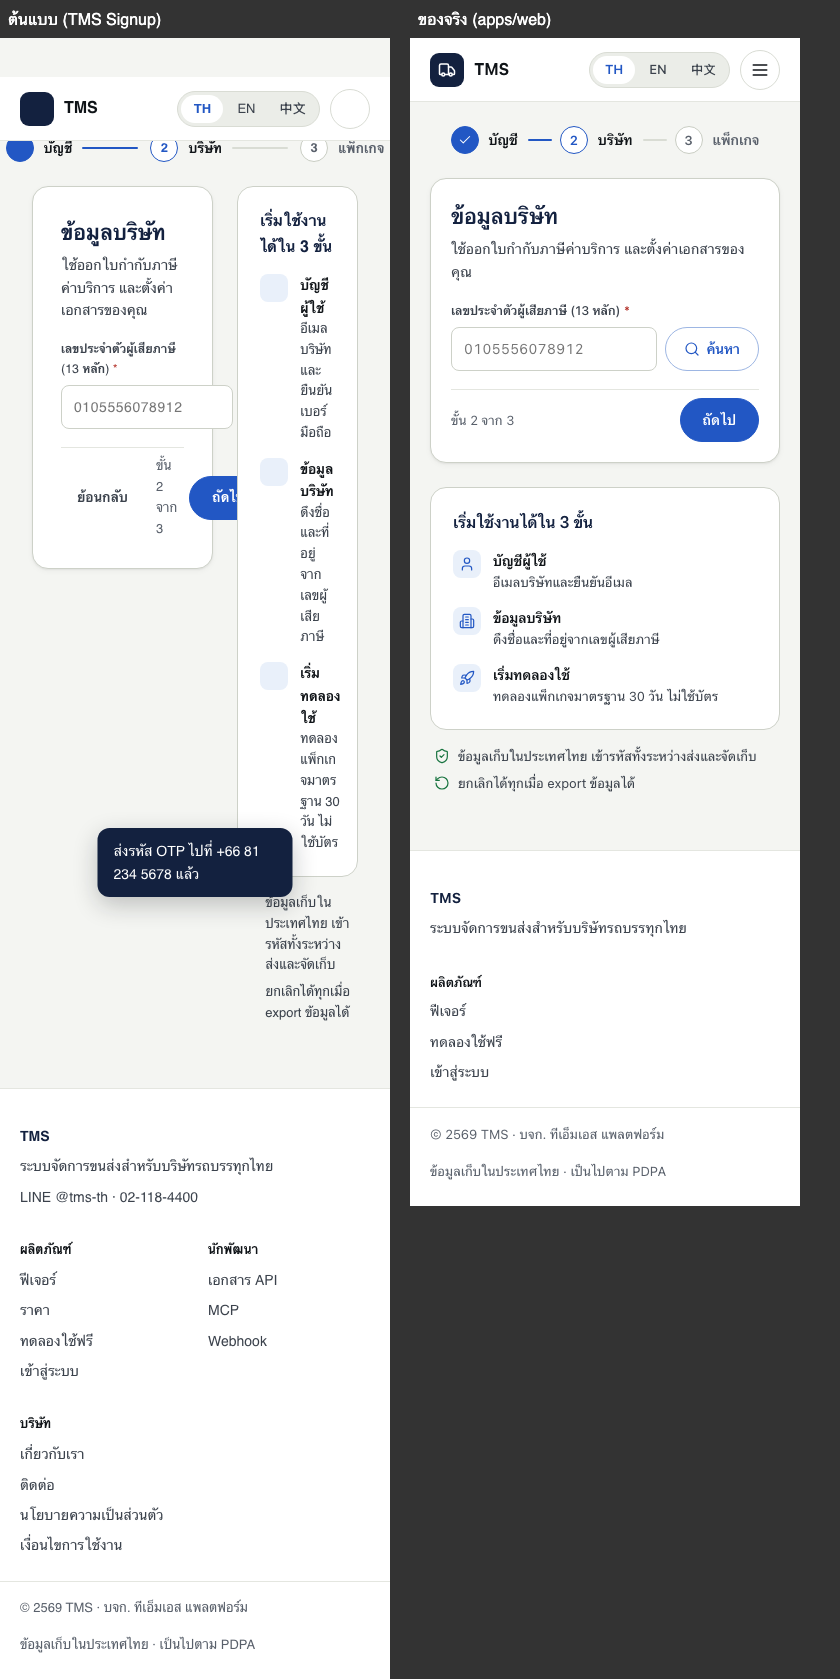 ต้นแบบ (TMS Signup)
TMS
TH EN 中文
บัญชี 2 บริษัท 3 แพ็กเกจ
ข้อมูลบริษัท
ใช้ออกใบกำกับภาษี
ค่าบริการ และตั้งค่า
เอกสารของคุณ
เลขประจำตัวผู้เสียภาษี
(13 หลัก) *
0105556078912
ย้อนกลับ
ขั้น
2
จาก
3
ถัดไ
เริ่มใช้งาน
ได้ใน 3 ขั้น
บัญชี
ผู้ใช้
อีเมล
บริษัท
และ
ยืนยัน
เบอร์
มือถือ
ข้อมูล
บริษัท
ดึงชื่อ
และที่
อยู่
จาก
เลขผู้
เสีย
ภาษี
เริ่ม
ทดลอง
ใช้
ทดลอง
แพ็กเก
จมาตร
ฐาน 30
วัน ไม่
ใช้บัตร
ส่งรหัส OTP ไปที่ +66 81
234 5678 แล้ว
ข้อมูลเก็บใน
ประเทศไทย เข้า
รหัสทั้งระหว่าง
ส่งและจัดเก็บ
ยกเลิกได้ทุกเมื่อ
export ข้อมูลได้
TMS
ระบบจัดการขนส่งสำหรับบริษัทรถบรรทุกไทย
LINE @tms-th · 02-118-4400
ผลิตภัณฑ์
ฟีเจอร์
ราคา
ทดลองใช้ฟรี
เข้าสู่ระบบ
นักพัฒนา
เอกสาร API
MCP
Webhook
บริษัท
เกี่ยวกับเรา
ติดต่อ
นโยบายความเป็นส่วนตัว
เงื่อนไขการใช้งาน
© 2569 TMS · บจก. ทีเอ็มเอส แพลตฟอร์ม
ข้อมูลเก็บในประเทศไทย · เป็นไปตาม PDPA
ของจริง (apps/web)
TMS
TH EN 中文
บัญชี 2 บริษัท 3 แพ็กเกจ
ข้อมูลบริษัท
ใช้ออกใบกำกับภาษีค่าบริการ และตั้งค่าเอกสารของ
คุณ
เลขประจำตัวผู้เสียภาษี (13 หลัก) *
0105556078912
ค้นหา
ขั้น 2 จาก 3
ถัดไป
เริ่มใช้งานได้ใน 3 ขั้น
บัญชีผู้ใช้
อีเมลบริษัทและยืนยันอีเมล
ข้อมูลบริษัท
ดึงชื่อและที่อยู่จากเลขผู้เสียภาษี
เริ่มทดลองใช้
ทดลองแพ็กเกจมาตรฐาน 30 วัน ไม่ใช้บัตร
ข้อมูลเก็บในประเทศไทย เข้ารหัสทั้งระหว่างส่งและจัดเก็บ
ยกเลิกได้ทุกเมื่อ export ข้อมูลได้
TMS
ระบบจัดการขนส่งสำหรับบริษัทรถบรรทุกไทย
ผลิตภัณฑ์
ฟีเจอร์
ทดลองใช้ฟรี
เข้าสู่ระบบ
© 2569 TMS · บจก. ทีเอ็มเอส แพลตฟอร์ม
ข้อมูลเก็บในประเทศไทย · เป็นไปตาม PDPA